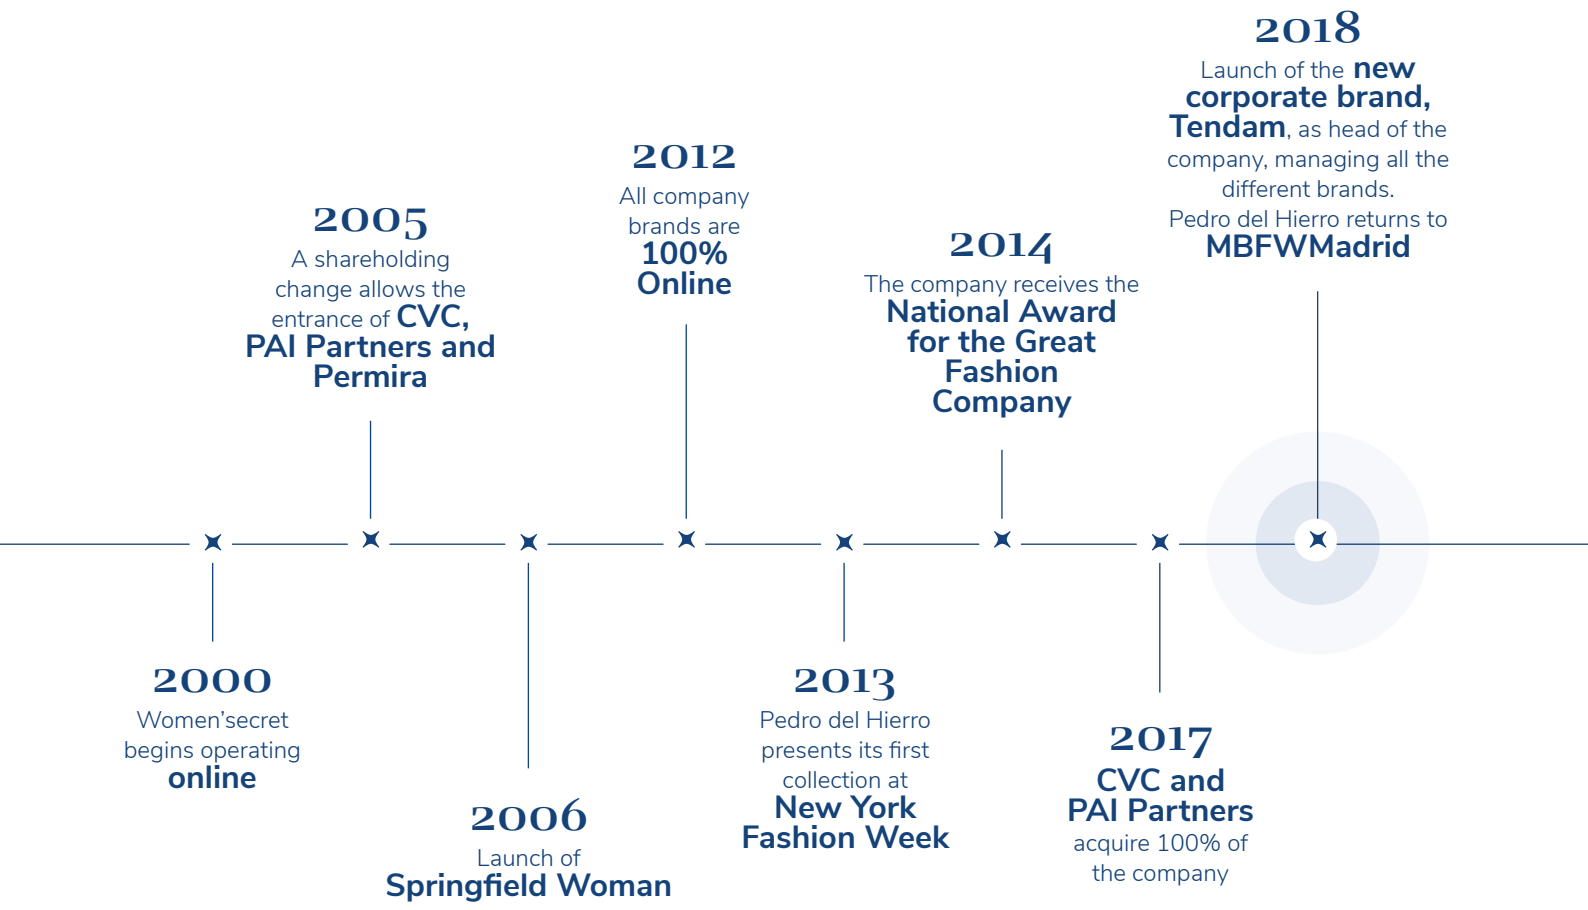 2000
Women’secret
begins operating
online
2005
A shareholding
change allows the
entrance of CVC,
PAI Partners and
Permira
2006
Launch of
Springfield Woman
2012
All company
brands are
100%
Online
2013
Pedro del Hierro
presents its first
collection at
New York
Fashion Week
2014
The company receives the
National Award
for the Great
Fashion
Company
2017
CVC and
PAI Partners
acquire 100% of
the company
2018
Launch of the new
corporate brand,
Tendam, as head of the
company, managing all the
different brands.
Pedro del Hierro returns to
MBFWMadrid